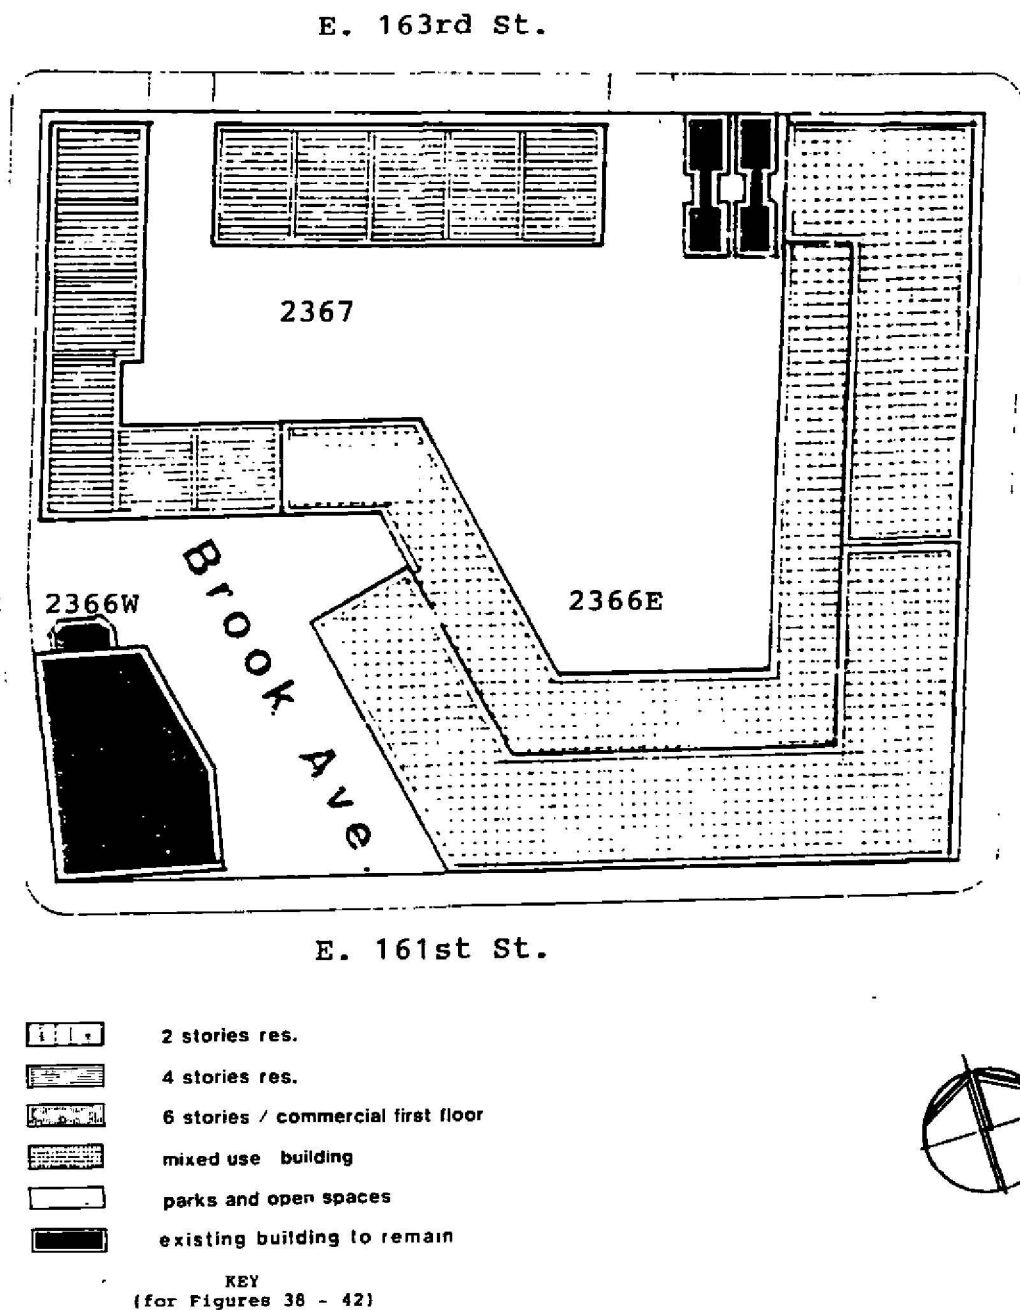 E. 163rd St.
2367
2366W
2366E
Brook Ave.
E. 161st St.
2 stories res.
4 stories res.
6 stories / commercial first floor
mixed use building
parks and open spaces
existing building to remain
KEY
(for Figures 38 - 42)